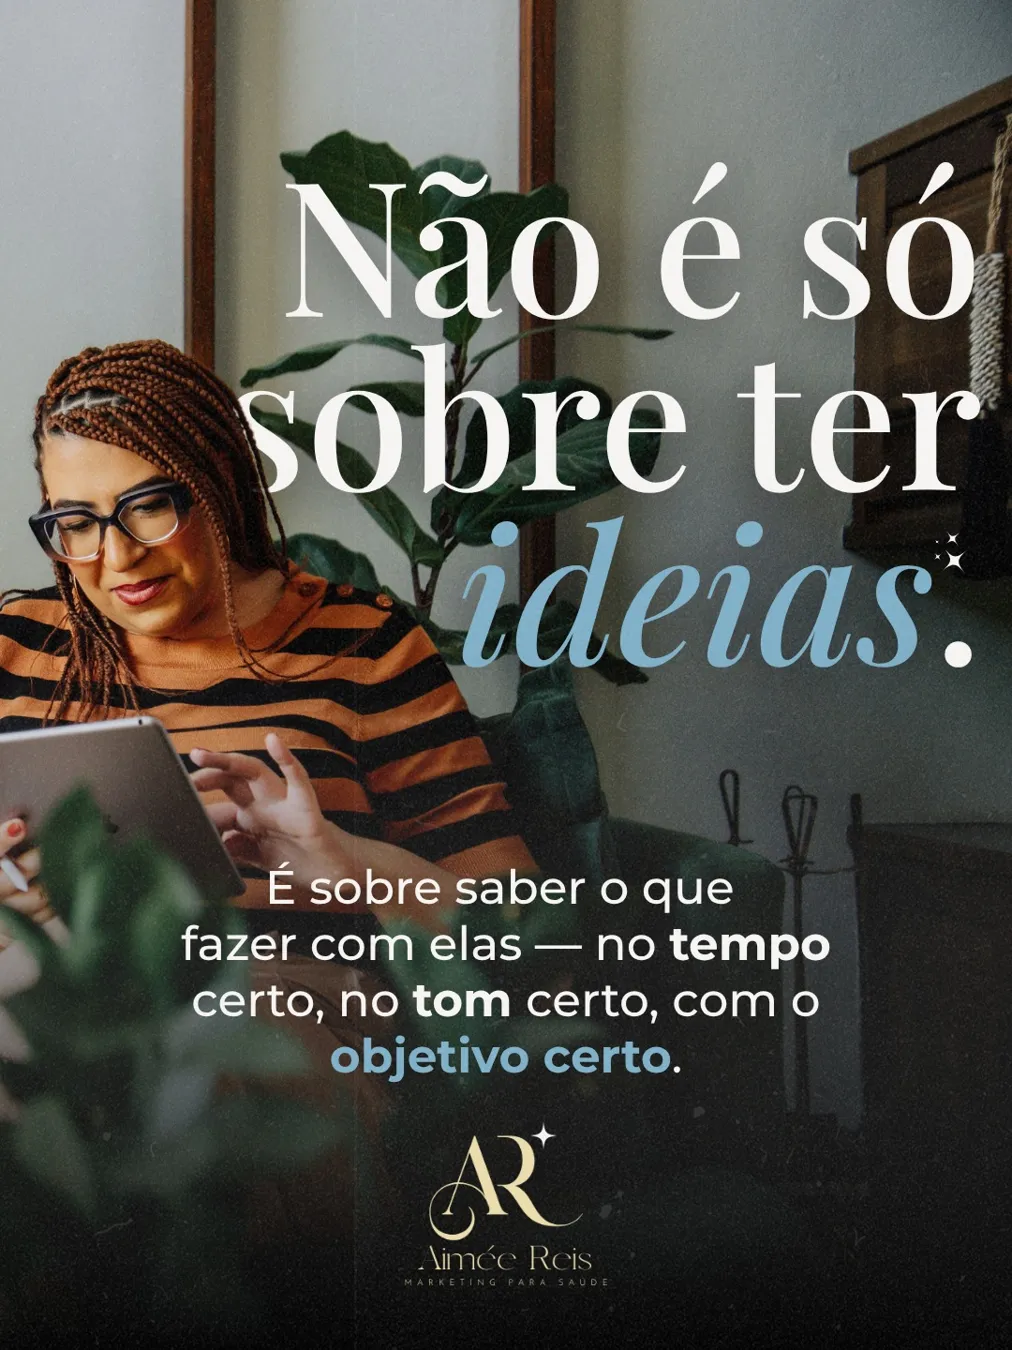 Não é só
sobre ter
ideias.
É sobre saber o que
fazer com elas — no tempo
certo, no tom certo, com o
objetivo certo.
AR
Aimée Reis
MARKETING PARA SAÚDE